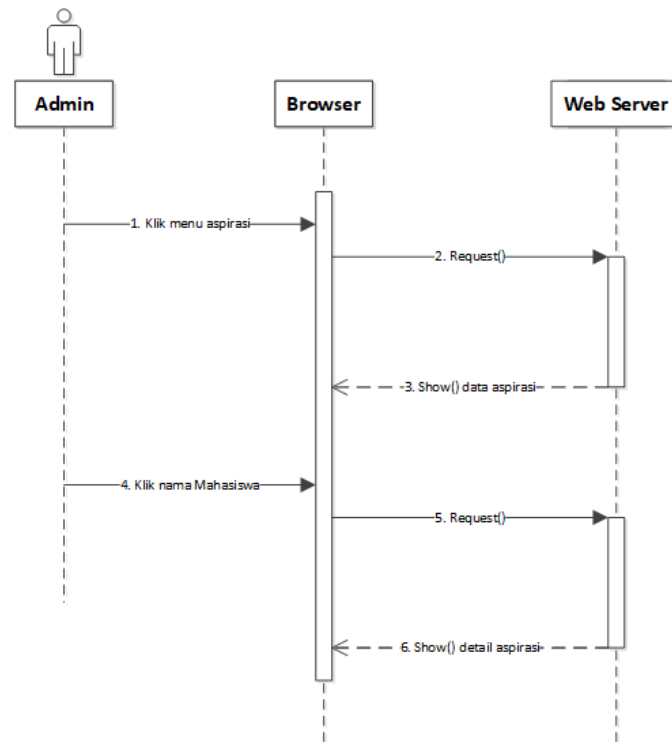 Admin
Browser
Web Server
1. Klik menu aspirasi
2. Request()
3. Show() data aspirasi
4. Klik nama Mahasiswa
5. Request()
6. Show() detail aspirasi